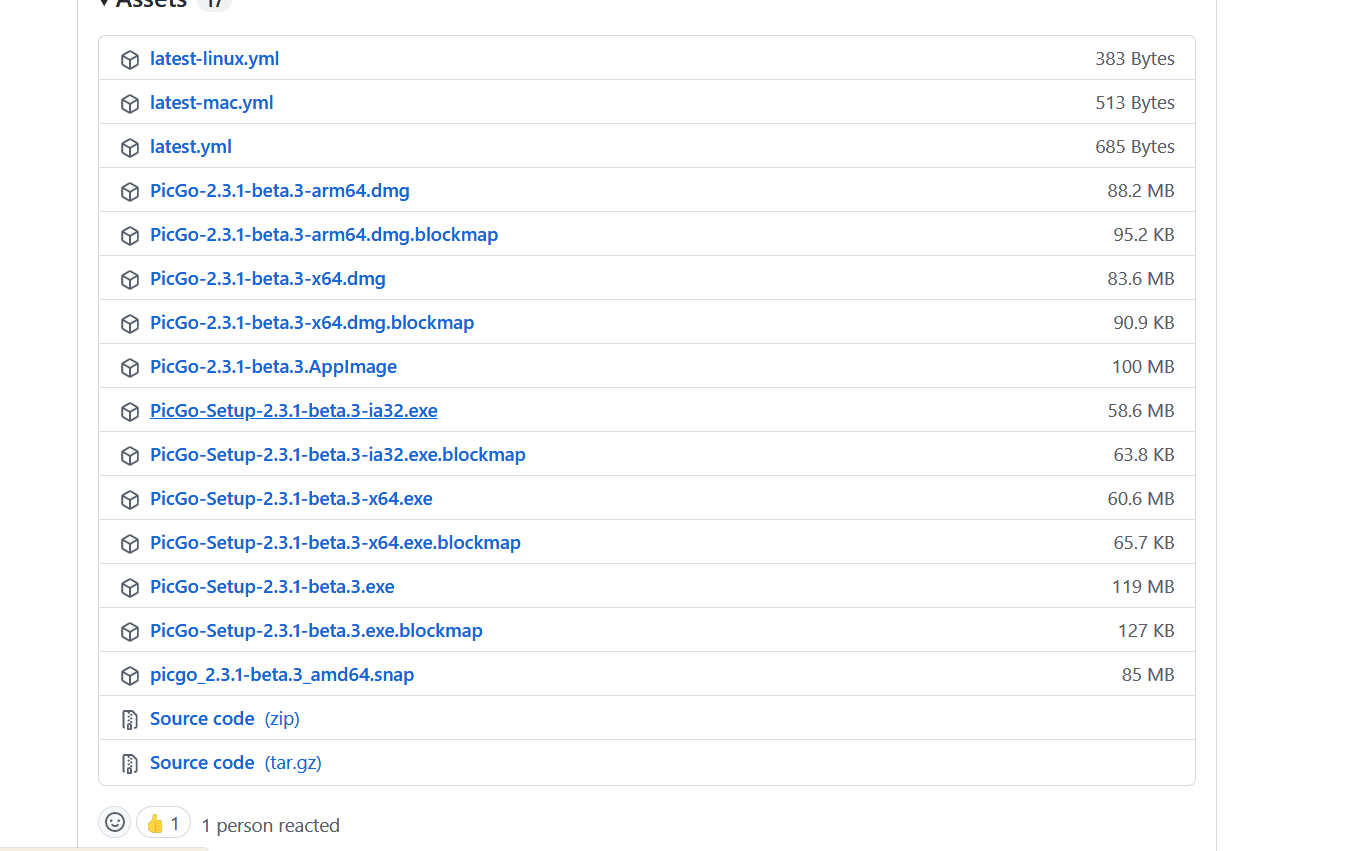 Assets 17
latest-linux.yml 383 Bytes
latest-mac.yml 513 Bytes
latest.yml 685 Bytes
PicGo-2.3.1-beta.3-arm64.dmg 88.2 MB
PicGo-2.3.1-beta.3-arm64.dmg.blockmap 95.2 KB
PicGo-2.3.1-beta.3-x64.dmg 83.6 MB
PicGo-2.3.1-beta.3-x64.dmg.blockmap 90.9 KB
PicGo-2.3.1-beta.3.AppImage 100 MB
PicGo-Setup-2.3.1-beta.3-ia32.exe 58.6 MB
PicGo-Setup-2.3.1-beta.3-ia32.exe.blockmap 63.8 KB
PicGo-Setup-2.3.1-beta.3-x64.exe 60.6 MB
PicGo-Setup-2.3.1-beta.3-x64.exe.blockmap 65.7 KB
PicGo-Setup-2.3.1-beta.3.exe 119 MB
PicGo-Setup-2.3.1-beta.3.exe.blockmap 127 KB
picgo_2.3.1-beta.3_amd64.snap 85 MB
Source code (zip)
Source code (tar.gz)
1 1 person reacted